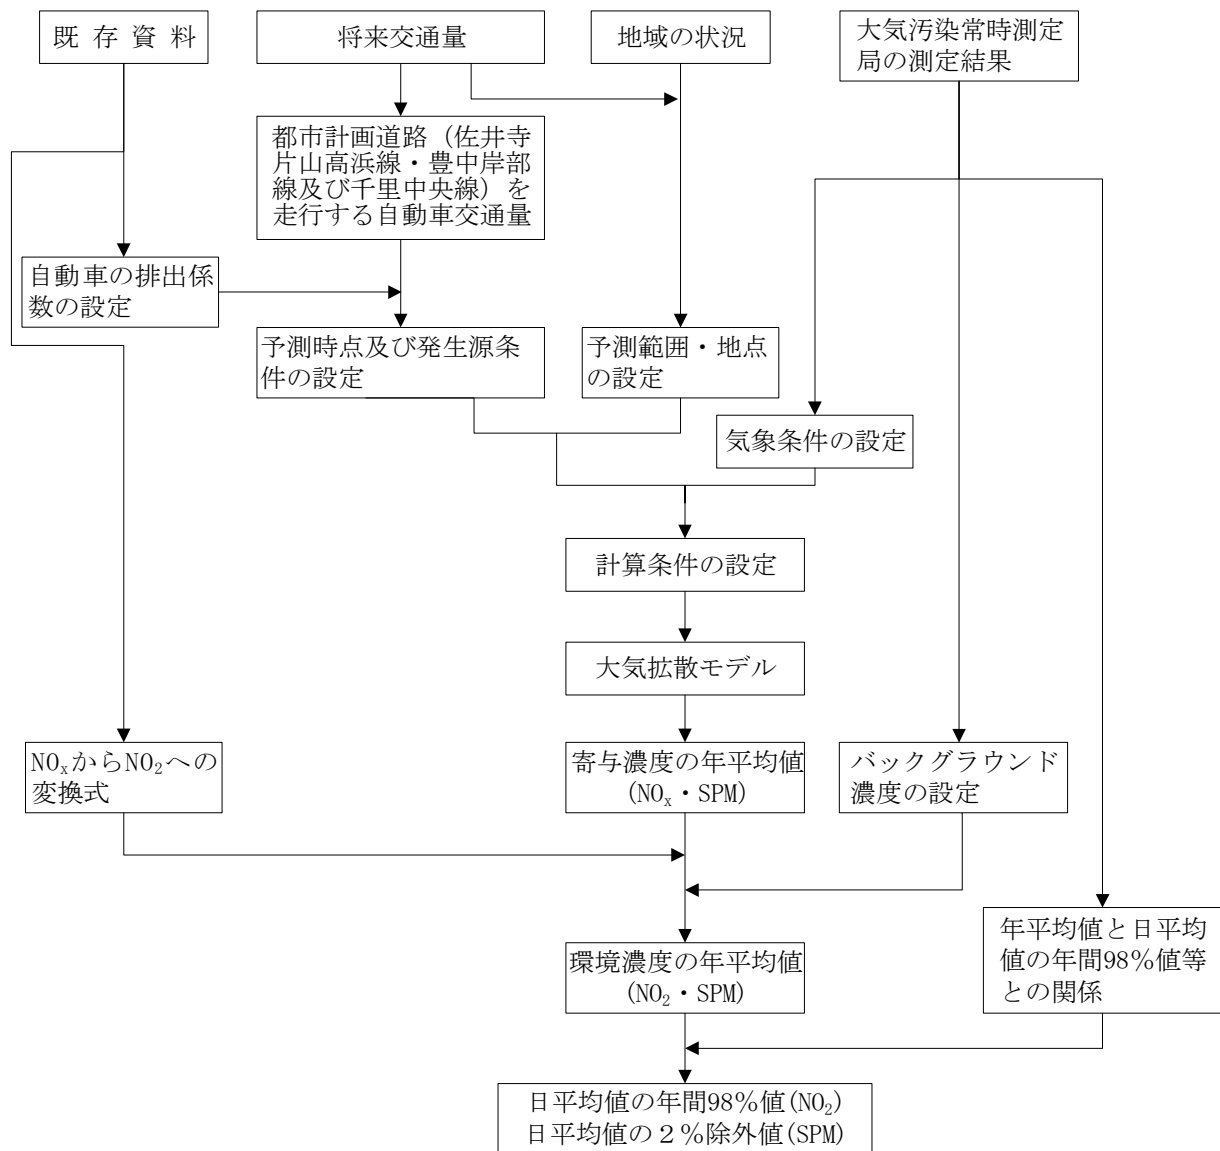 既存資料
将来交通量
地域の状況
大気汚染常時測定
局の測定結果
都市計画道路（佐井寺
片山高浜線・豊中岸部
線及び千里中央線）を
走行する自動車交通量
自動車の排出係
数の設定
予測時点及び発生源条
件の設定
予測範囲・地点
の設定
気象条件の設定
計算条件の設定
大気拡散モデル
NOxからNO2への
変換式
寄与濃度の年平均値
(NOx・SPM)
バックグラウンド
濃度の設定
環境濃度の年平均値
(NO2・SPM)
年平均値と日平均
値の年間98％値等
との関係
日平均値の年間98％値(NO2)
日平均値の２％除外値(SPM)